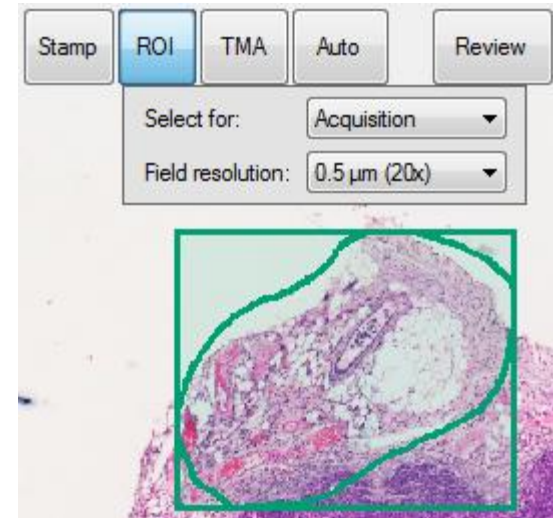 Stamp ROI TMA Auto Review
Select for: Acquisition
Field resolution: 0.5 µm (20x)